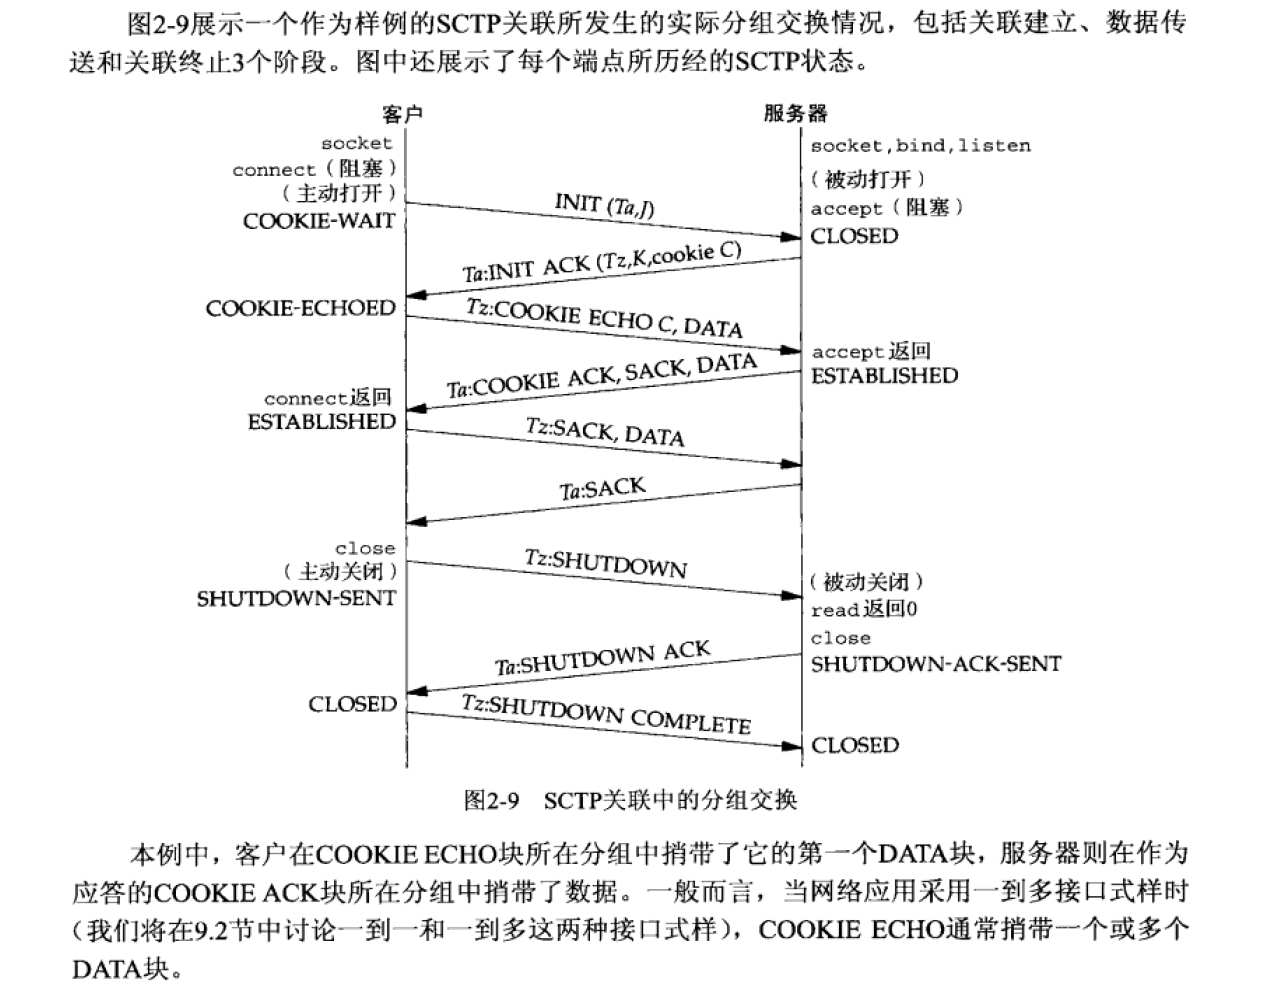 图2-9展示一个作为样例的SCTP关联所发生的实际分组交换情况，包括关联建立、数据传
送和关联终止3个阶段。图中还展示了每个端点所历经的SCTP状态。
客户
服务器
socket
socket,bind,listen
connect（阻塞）
（被动打开）
（主动打开）
INIT (Ta,J)
accept（阻塞）
COOKIE-WAIT
CLOSED
Ta:INIT ACK (Tz,K,cookie C)
COOKIE-ECHOED
Tz:COOKIE ECHO C, DATA
accept返回
ESTABLISHED
Ta:COOKIE ACK, SACK, DATA
connect返回
ESTABLISHED
Tz:SACK, DATA
Ta:SACK
close
（主动关闭）
Tz:SHUTDOWN
（被动关闭）
SHUTDOWN-SENT
read返回0
close
Ta:SHUTDOWN ACK
SHUTDOWN-ACK-SENT
CLOSED
Tz:SHUTDOWN COMPLETE
CLOSED
图2-9 SCTP关联中的分组交换
本例中，客户在COOKIE ECHO块所在分组中捎带了它的第一个DATA块，服务器则在作为
应答的COOKIE ACK块所在分组中捎带了数据。一般而言，当网络应用采用一到多接口式样时
（我们将在9.2节中讨论一到一和一到多这两种接口式样），COOKIE ECHO通常捎带一个或多个
DATA块。